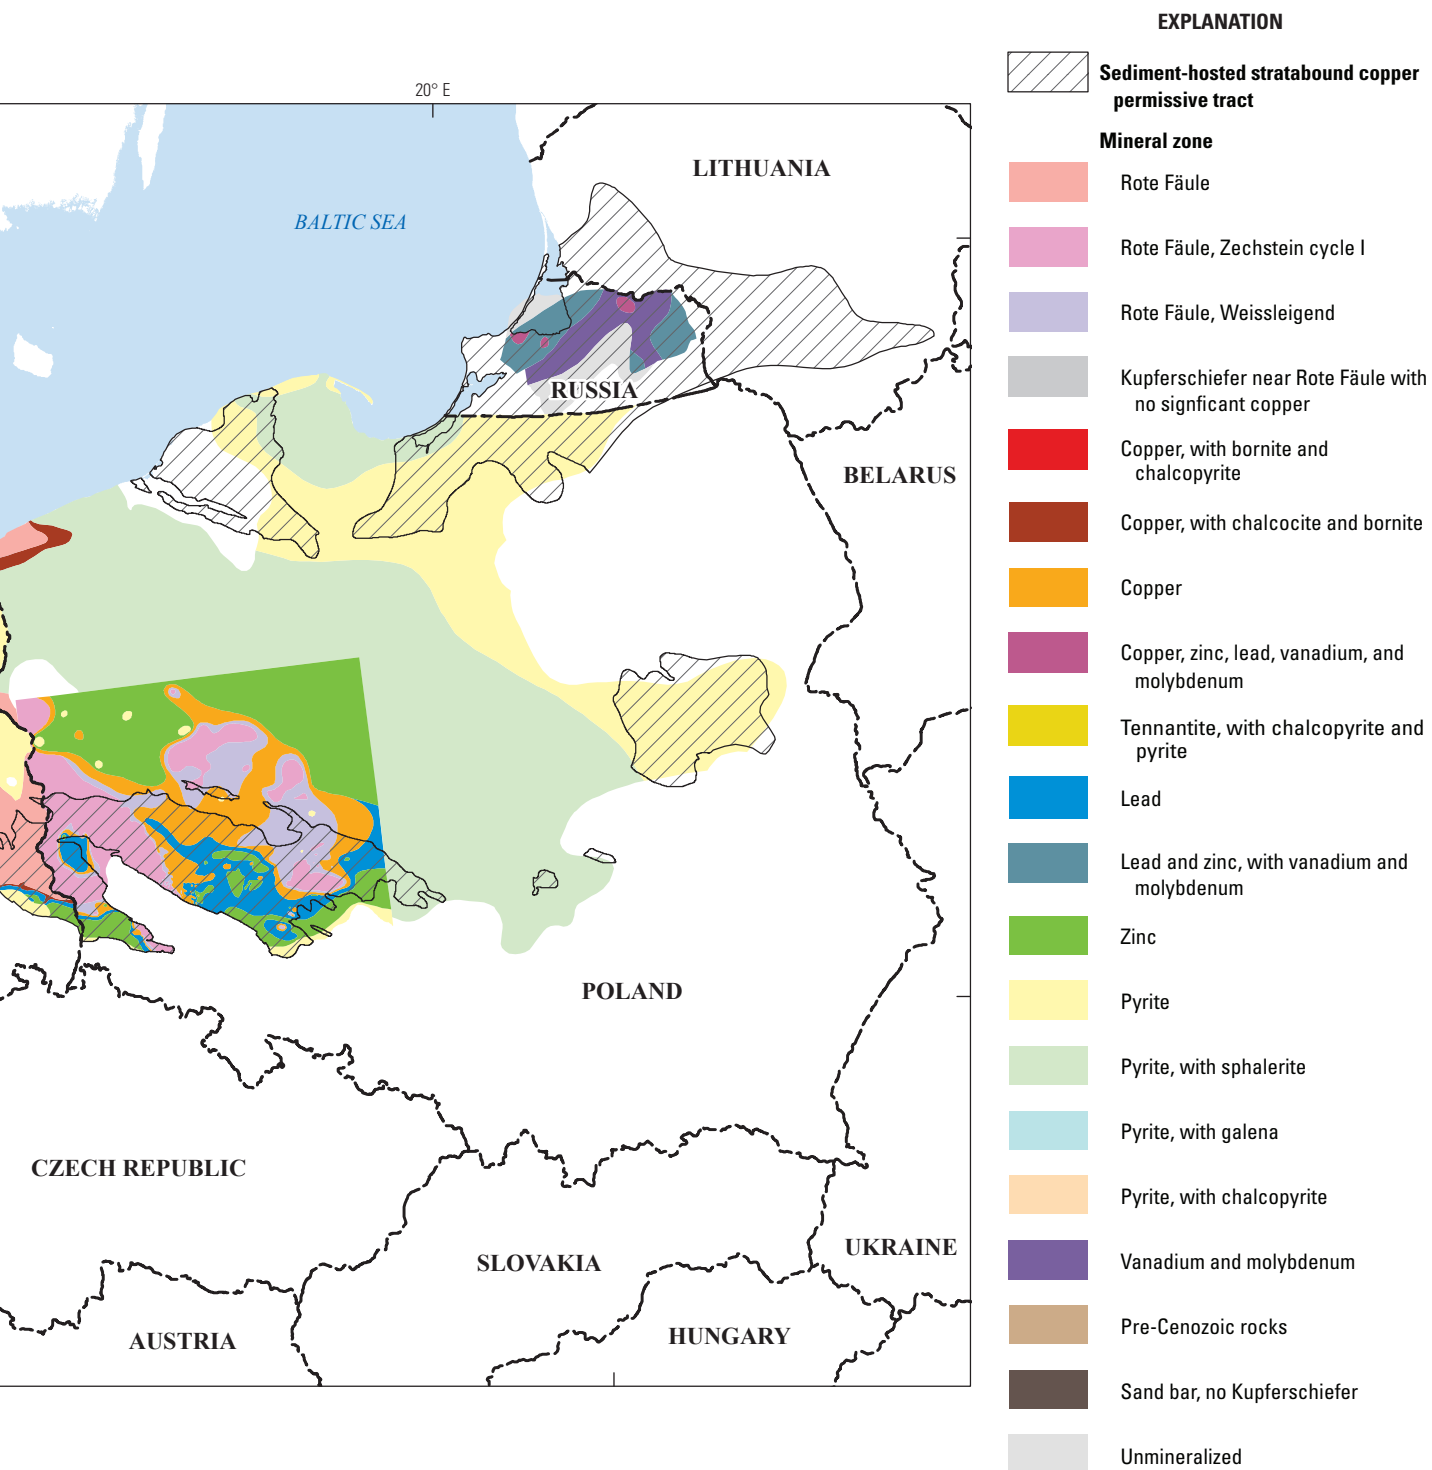 EXPLANATION
Sediment-hosted stratabound copper
permissive tract
Mineral zone
Rote Fäule
Rote Fäule, Zechstein cycle I
Rote Fäule, Weissleigend
Kupferschiefer near Rote Fäule with
no signficant copper
Copper, with bornite and
chalcopyrite
Copper, with chalcocite and bornite
Copper
Copper, zinc, lead, vanadium, and
molybdenum
Tennantite, with chalcopyrite and
pyrite
Lead
Lead and zinc, with vanadium and
molybdenum
Zinc
Pyrite
Pyrite, with sphalerite
Pyrite, with galena
Pyrite, with chalcopyrite
Vanadium and molybdenum
Pre-Cenozoic rocks
Sand bar, no Kupferschiefer
Unmineralized
20° E
LITHUANIA
BALTIC SEA
RUSSIA
BELARUS
POLAND
CZECH REPUBLIC
SLOVAKIA
UKRAINE
AUSTRIA
HUNGARY